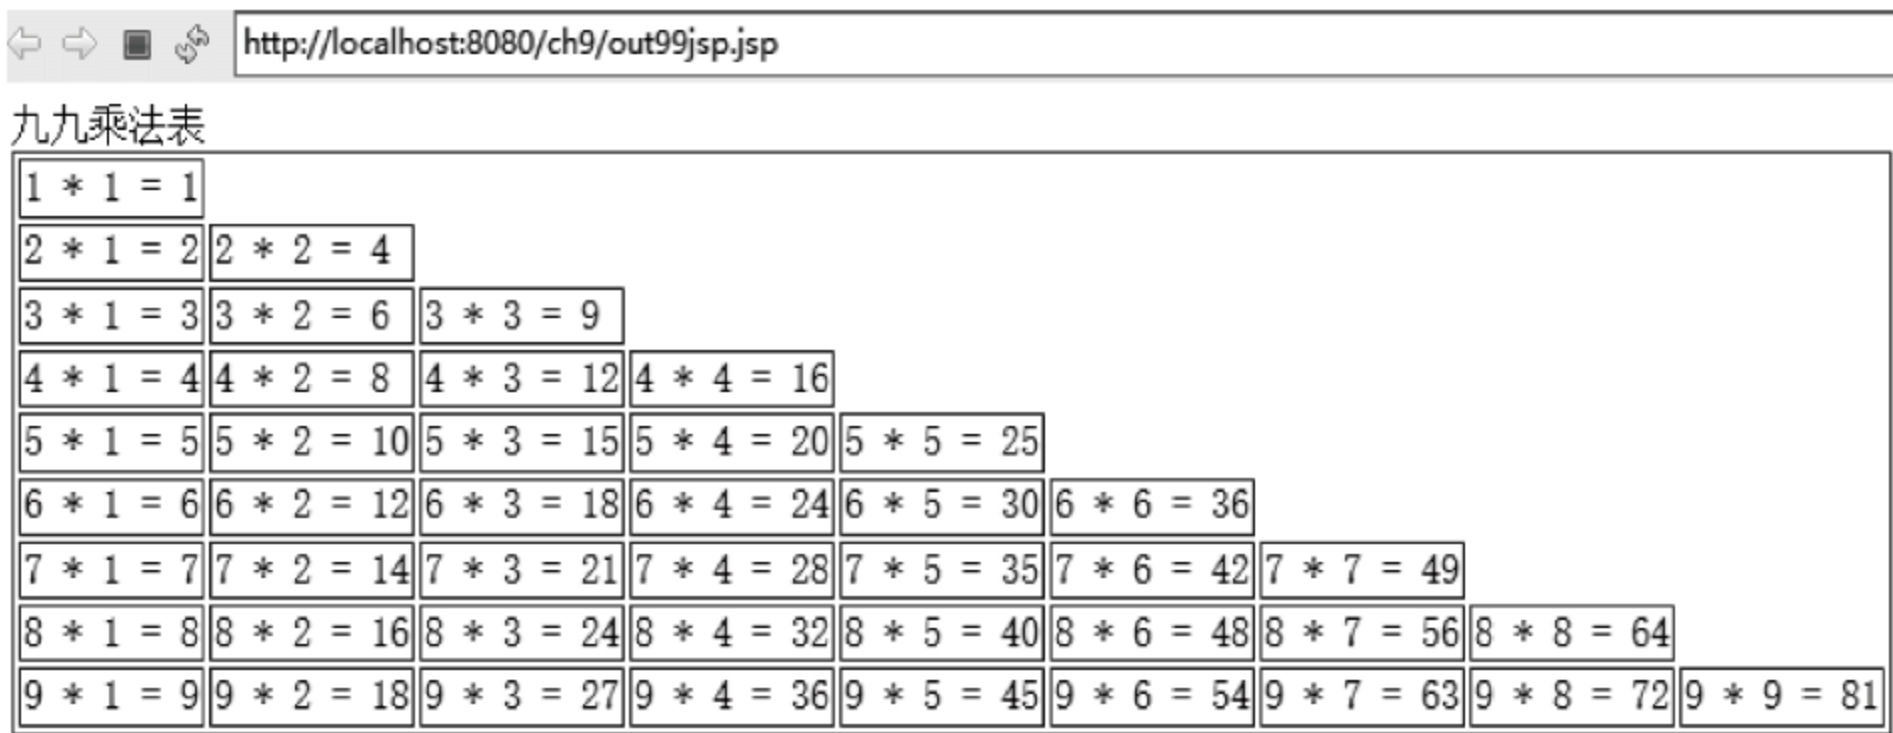 http://localhost:8080/ch9/out99jsp.jsp
九九乘法表
1 * 1 = 1
2 * 1 = 2 2 * 2 = 4
3 * 1 = 3 3 * 2 = 6 3 * 3 = 9
4 * 1 = 4 4 * 2 = 8 4 * 3 = 12 4 * 4 = 16
5 * 1 = 5 5 * 2 = 10 5 * 3 = 15 5 * 4 = 20 5 * 5 = 25
6 * 1 = 6 6 * 2 = 12 6 * 3 = 18 6 * 4 = 24 6 * 5 = 30 6 * 6 = 36
7 * 1 = 7 7 * 2 = 14 7 * 3 = 21 7 * 4 = 28 7 * 5 = 35 7 * 6 = 42 7 * 7 = 49
8 * 1 = 8 8 * 2 = 16 8 * 3 = 24 8 * 4 = 32 8 * 5 = 40 8 * 6 = 48 8 * 7 = 56 8 * 8 = 64
9 * 1 = 9 9 * 2 = 18 9 * 3 = 27 9 * 4 = 36 9 * 5 = 45 9 * 6 = 54 9 * 7 = 63 9 * 8 = 72 9 * 9 = 81